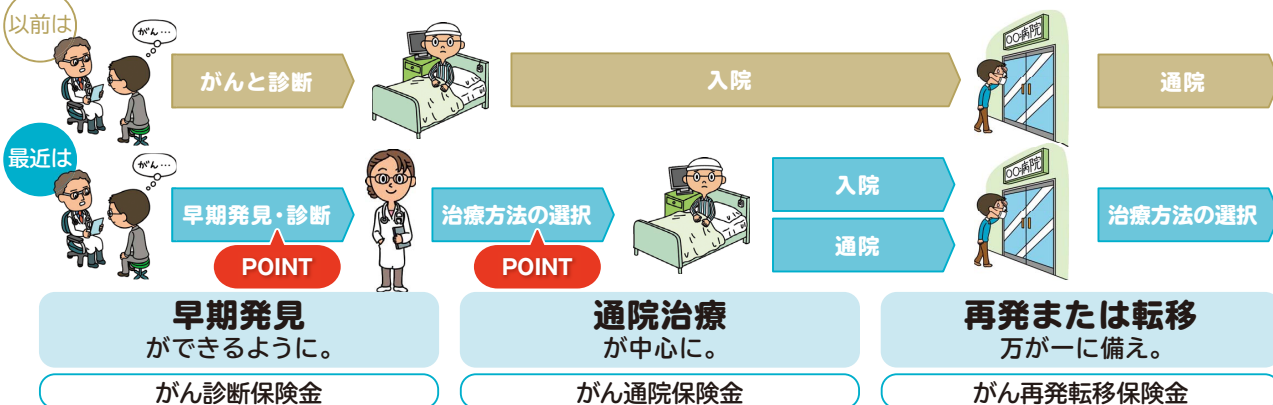 以前は
がん…
がんと診断
入院
〇〇病院
通院
最近は
がん…
早期発見・診断
POINT
治療方法の選択
POINT
入院
通院
〇〇病院
治療方法の選択
早期発見
ができるように。
がん診断保険金
通院治療
が中心に。
がん通院保険金
再発または転移
万が一に備え。
がん再発転移保険金